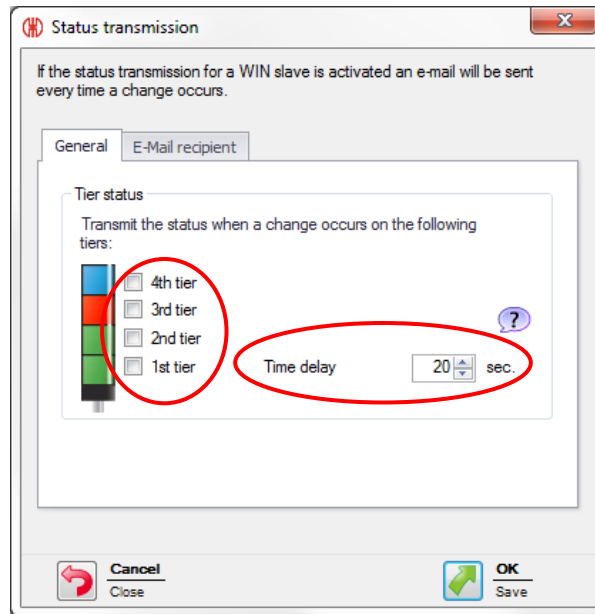 Status transmission
If the status transmission for a WIN slave is activated an e-mail will be sent
every time a change occurs.
General
E-Mail recipient
Tier status
Transmit the status when a change occurs on the following
tiers:
4th tier
3rd tier
2nd tier
1st tier
?
Time delay 20 sec.
Cancel
Close
OK
Save